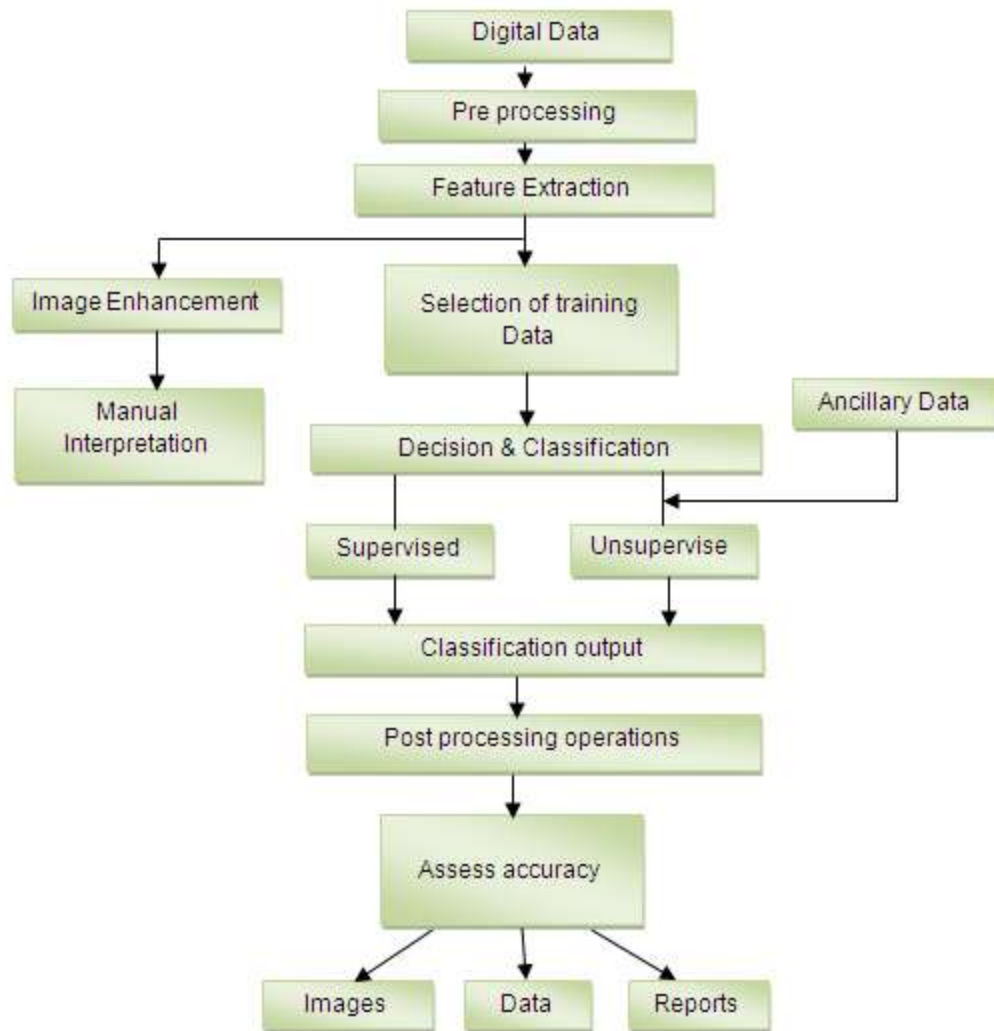 Digital Data
Pre processing
Feature Extraction
Image Enhancement
Selection of training
Data
Manual
Interpretation
Ancillary Data
Decision & Classification
Supervised
Unsupervise
Classification output
Post processing operations
Assess accuracy
Images
Data
Reports